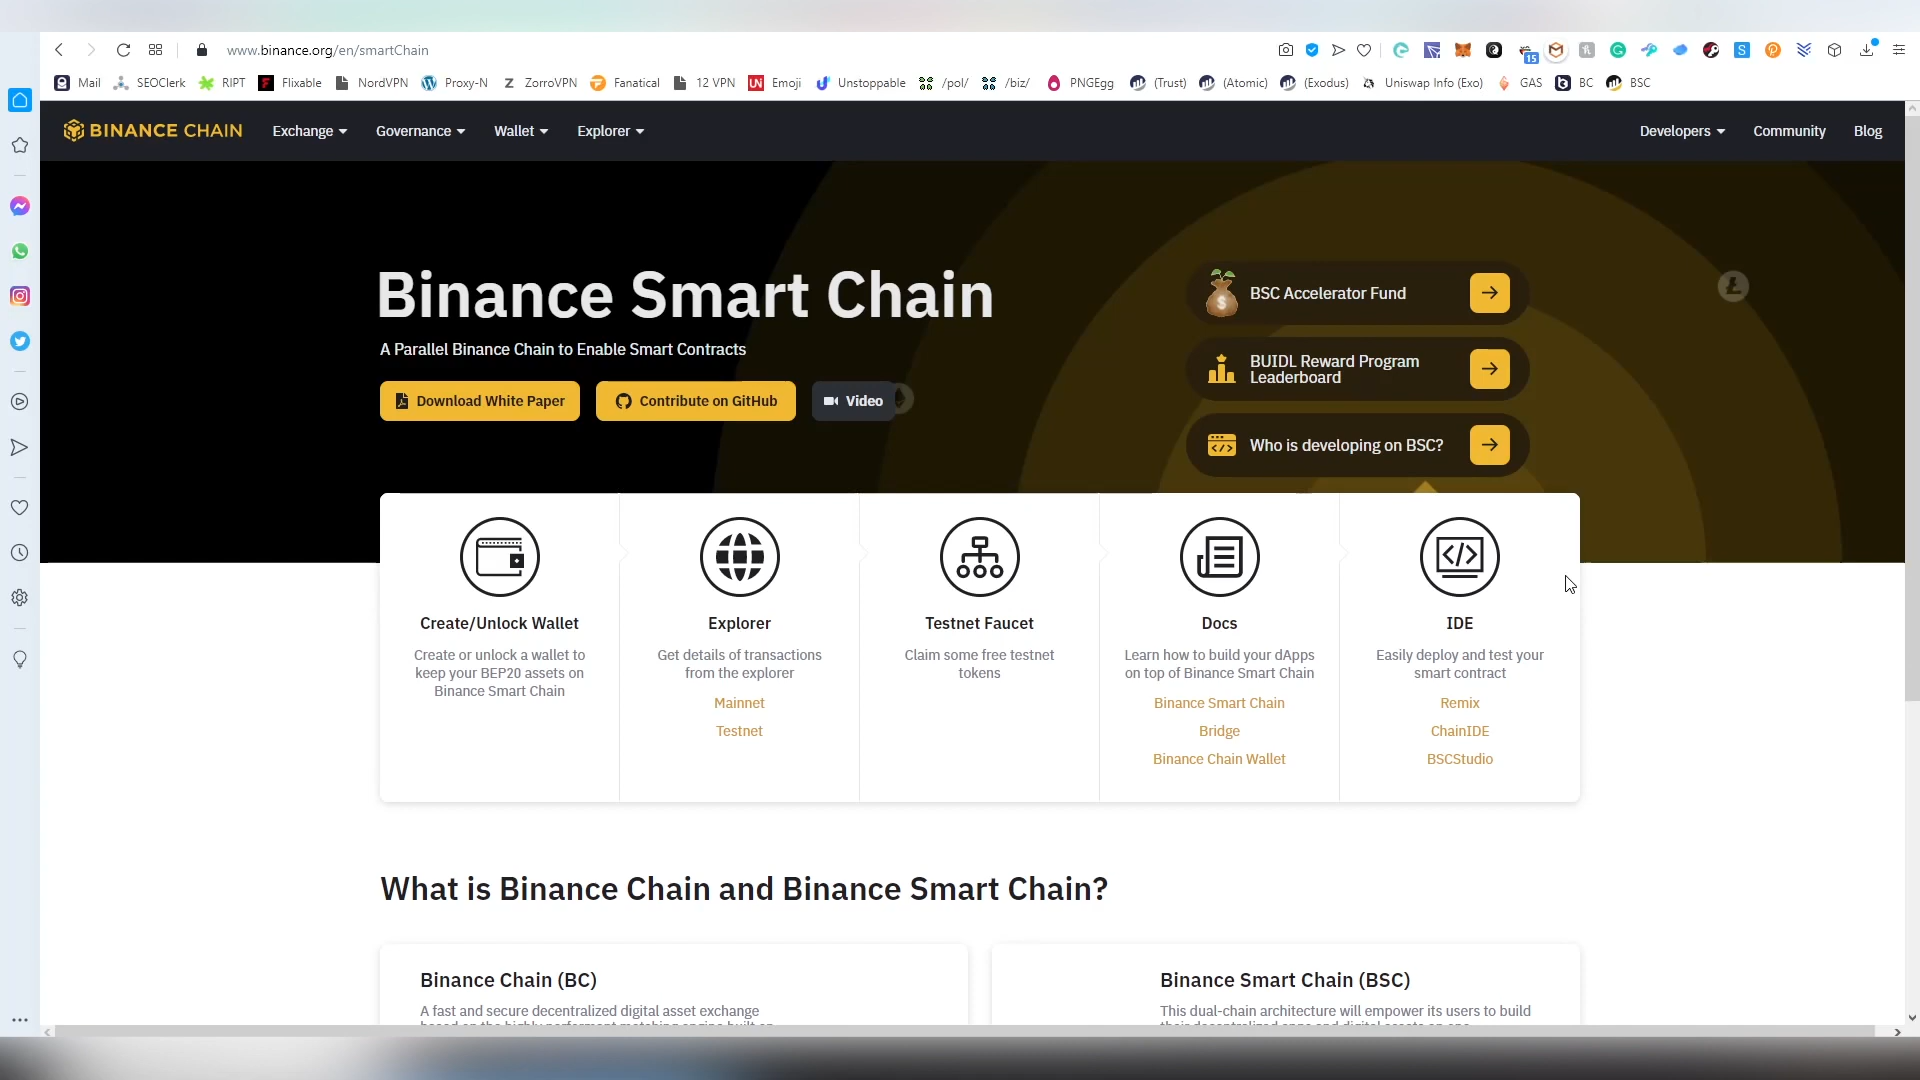 www.binance.org/en/smartChain
15
Mail SEOClerk RIPT Flixable NordVPN Proxy-N ZorroVPN Fanatical 12 VPN Emoji Unstoppable /pol/ /biz/ PNGEgg (Trust) (Atomic) (Exodus) Uniswap Info (Exo) GAS BC BSC
BINANCE CHAIN Exchange Governance Wallet Explorer Developers Community Blog
Binance Smart Chain
A Parallel Binance Chain to Enable Smart Contracts
Download White Paper Contribute on GitHub Video
BSC Accelerator Fund
BUIDL Reward Program
Leaderboard
Who is developing on BSC?
Create/Unlock Wallet
Create or unlock a wallet to
keep your BEP20 assets on
Binance Smart Chain
Explorer
Get details of transactions
from the explorer
Mainnet
Testnet
Testnet Faucet
Claim some free testnet
tokens
Docs
Learn how to build your dApps
on top of Binance Smart Chain
Binance Smart Chain
Bridge
Binance Chain Wallet
IDE
Easily deploy and test your
smart contract
Remix
ChainIDE
BSCStudio
What is Binance Chain and Binance Smart Chain?
Binance Chain (BC)
A fast and secure decentralized digital asset exchange
Binance Smart Chain (BSC)
This dual-chain architecture will empower its users to build